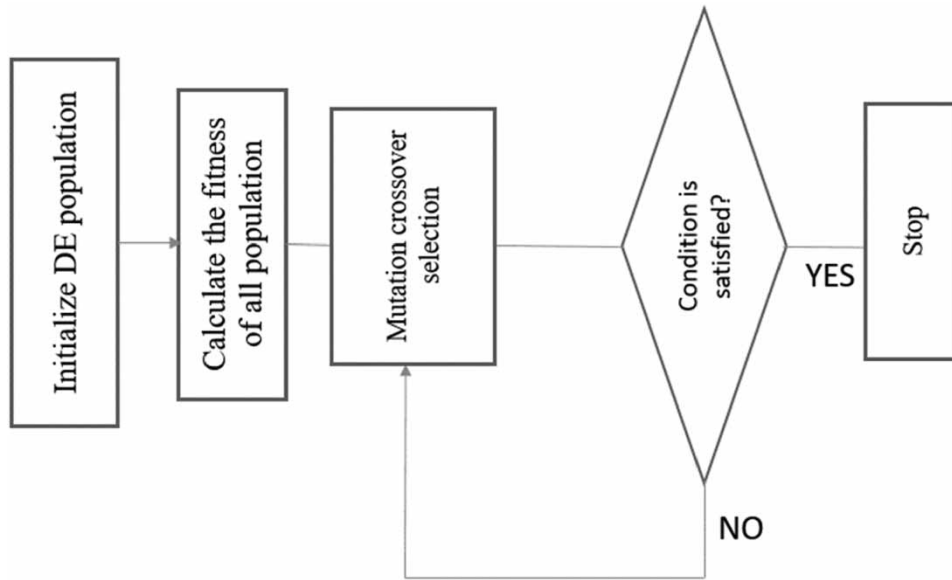 Initialize DE population
Calculate the fitness
of all population
Mutation crossover
selection
Condition is
satisfied?
YES
Stop
NO